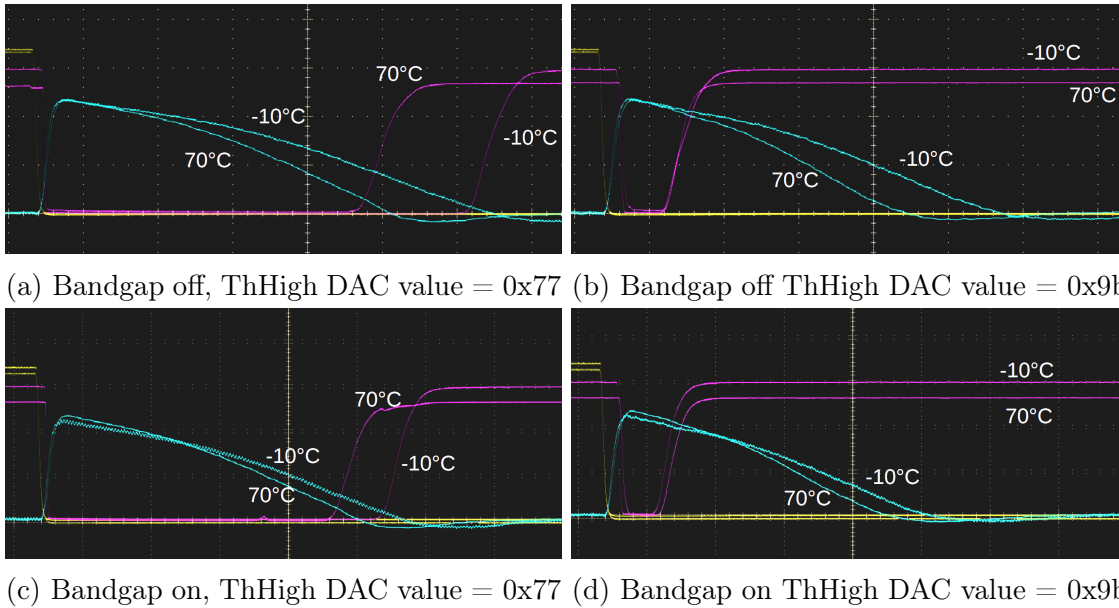 70°C
-10°C
70°C
-10°C
-10°C
70°C
-10°C
70°C
(a) Bandgap off, ThHigh DAC value = 0x77
(b) Bandgap off ThHigh DAC value = 0x9b
70°C
-10°C
-10°C
70°C
-10°C
70°C
-10°C
70°C
(c) Bandgap on, ThHigh DAC value = 0x77
(d) Bandgap on ThHigh DAC value = 0x9b